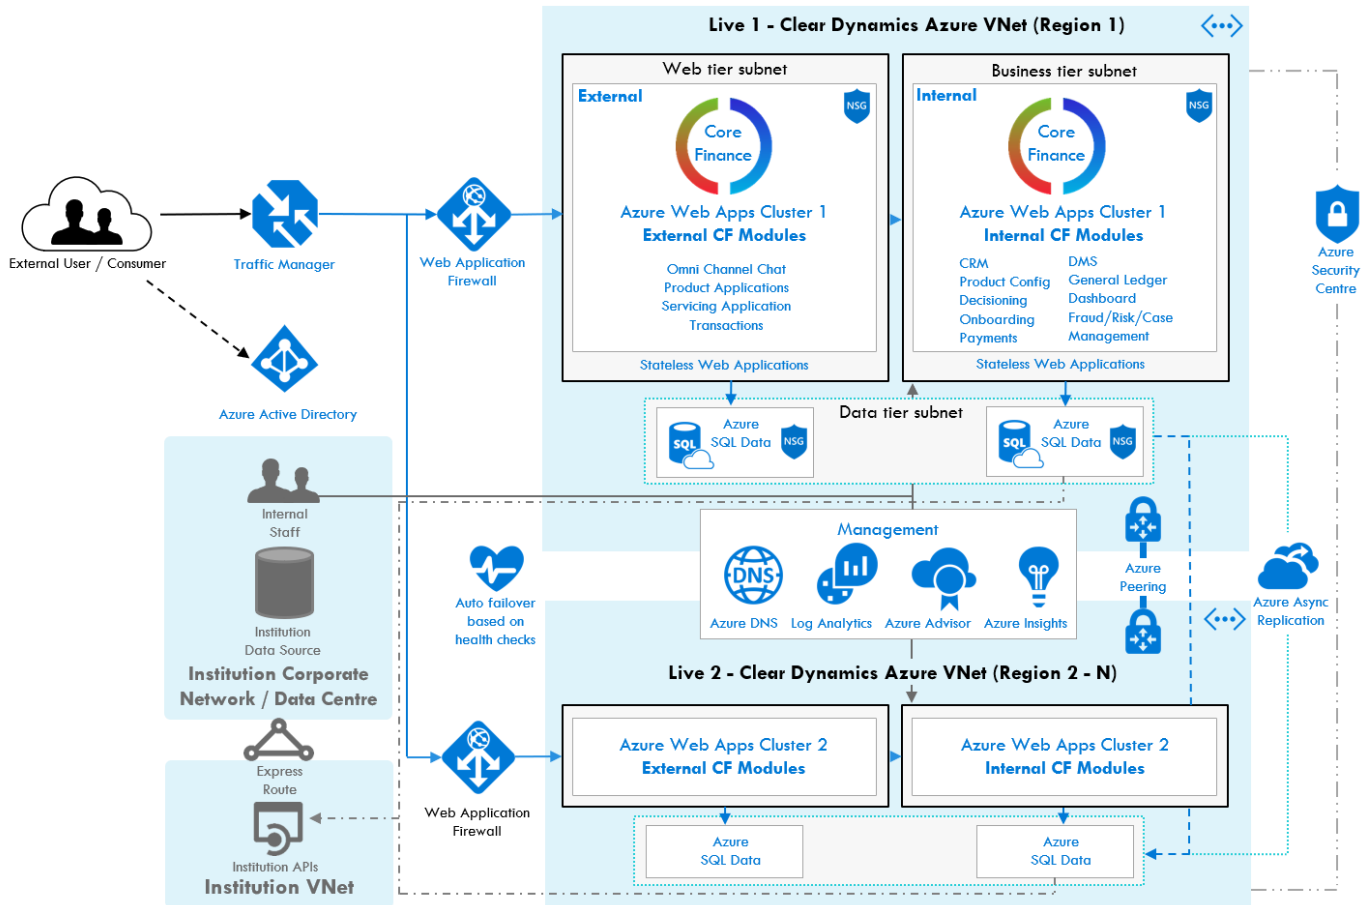 Live 1 - Clear Dynamics Azure VNet (Region 1)
Web tier subnet
Business tier subnet
External
NSG
Internal
NSG
Core
Finance
Core
Finance
Azure Web Apps Cluster 1
External CF Modules
Azure Web Apps Cluster 1
Internal CF Modules
Omni Channel Chat
Product Applications
Servicing Application
Transactions
CRM
Product Config
Decisioning
Onboarding
Payments
DMS
General Ledger
Dashboard
Fraud/Risk/Case
Management
Stateless Web Applications
Stateless Web Applications
External User / Consumer
Traffic Manager
Web Application
Firewall
Azure
Security
Centre
Azure Active Directory
Data tier subnet
SQL
Azure
SQL Data
NSG
SQL
Azure
SQL Data
NSG
Internal
Staff
Institution
Data Source
Institution Corporate
Network / Data Centre
Auto failover
based on
health checks
Management
DNS
Azure DNS
Log Analytics
Azure Advisor
Azure Insights
Azure
Peering
Azure Async
Replication
Live 2 - Clear Dynamics Azure VNet (Region 2 - N)
Express
Route
Institution APIs
Institution VNet
Web Application
Firewall
Azure Web Apps Cluster 2
External CF Modules
Azure Web Apps Cluster 2
Internal CF Modules
Azure
SQL Data
Azure
SQL Data